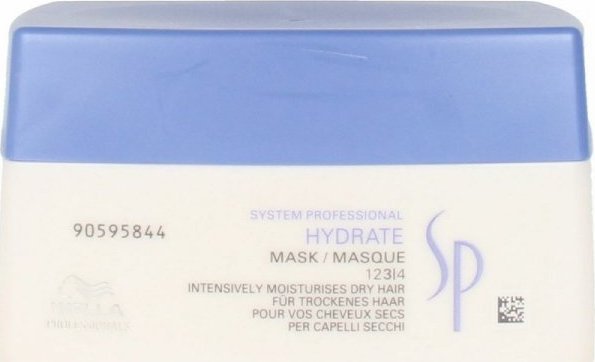 SYSTEM PROFESSIONAL
HYDRATE
MASK / MASQUE
123|4
INTENSIVELY MOISTURISES DRY HAIR
FÜR TROCKENES HAAR
POUR VOS CHEVEUX SECS
PER CAPELLI SECCHI
SP
90595844
WELLA
PROFESSIONALS